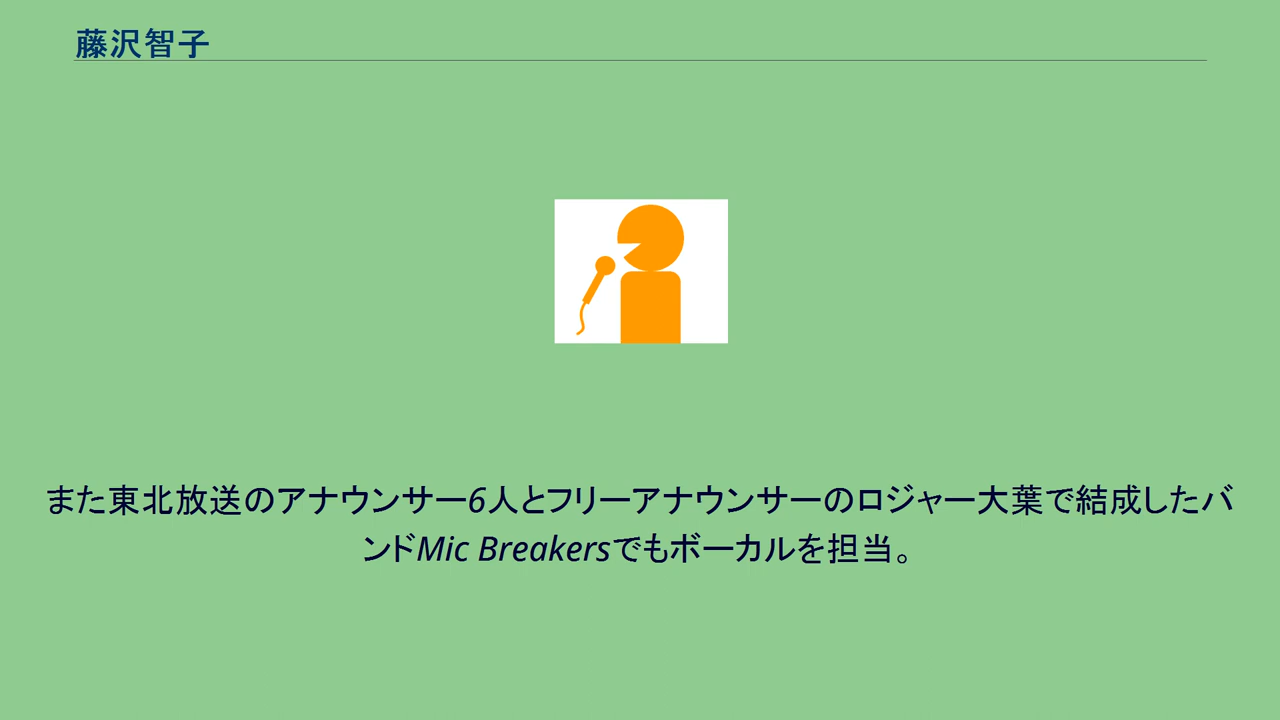 藤沢智子
また東北放送のアナウンサー6人とフリーアナウンサーのロジャー大葉で結成したバ
ンドMic Breakersでもボーカルを担当。